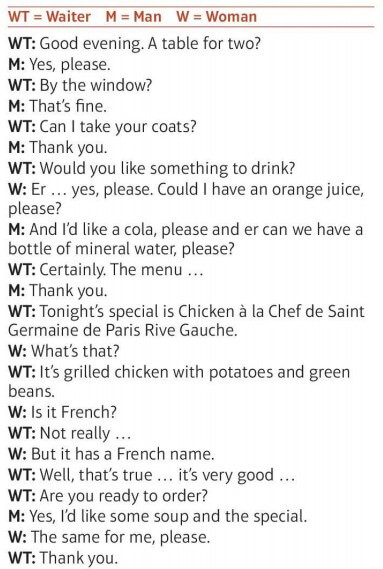 WT = Waiter M = Man W = Woman
WT: Good evening. A table for two?
M: Yes, please.
WT: By the window?
M: That's fine.
WT: Can I take your coats?
M: Thank you.
WT: Would you like something to drink?
W: Er … yes, please. Could I have an orange juice,
please?
M: And I'd like a cola, please and er can we have a
bottle of mineral water, please?
WT: Certainly. The menu …
M: Thank you.
WT: Tonight's special is Chicken à la Chef de Saint
Germaine de Paris Rive Gauche.
W: What's that?
WT: It's grilled chicken with potatoes and green
beans.
W: Is it French?
WT: Not really …
W: But it has a French name.
WT: Well, that's true … it's very good …
WT: Are you ready to order?
M: Yes, I'd like some soup and the special.
W: The same for me, please.
WT: Thank you.